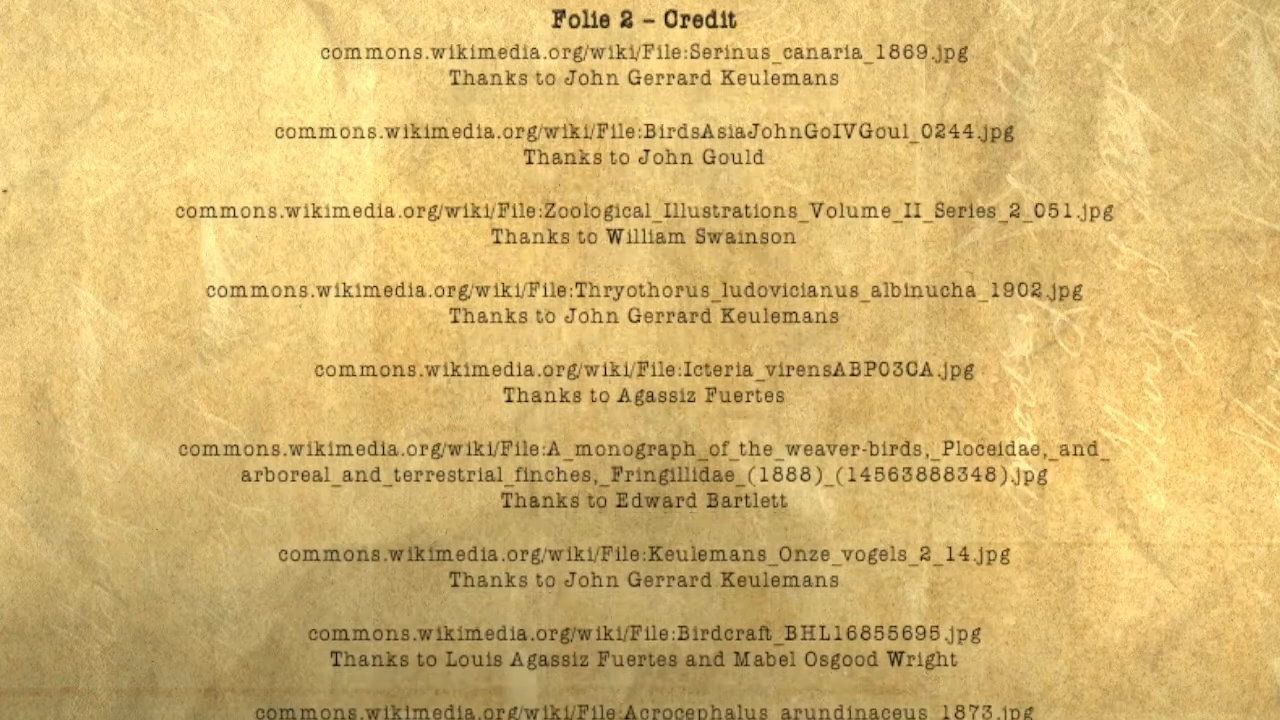 Folie 2 – Credit
commons.wikimedia.org/wiki/File:Serinus_canaria_1869.jpg
Thanks to John Gerrard Keulemans
commons.wikimedia.org/wiki/File:BirdsAsiaJohnGoIVGoul_0244.jpg
Thanks to John Gould
commons.wikimedia.org/wiki/File:Zoological_Illustrations_Volume_II_Series_2_051.jpg
Thanks to William Swainson
commons.wikimedia.org/wiki/File:Thryothorus_ludovicianus_albinucha_1902.jpg
Thanks to John Gerrard Keulemans
commons.wikimedia.org/wiki/File:Icteria_virensABP03CA.jpg
Thanks to Agassiz Fuertes
commons.wikimedia.org/wiki/File:A_monograph_of_the_weaver-birds,_Ploceidae,_and_
arboreal_and_terrestrial_finches,_Fringillidae_(1888)_(14563888348).jpg
Thanks to Edward Bartlett
commons.wikimedia.org/wiki/File:Keulemans_Onze_vogels_2_14.jpg
Thanks to John Gerrard Keulemans
commons.wikimedia.org/wiki/File:Birdcraft_BHL16855695.jpg
Thanks to Louis Agassiz Fuertes and Mabel Osgood Wright
commons.wikimedia.org/wiki/File:Acrocephalus_arundinaceus_1873.jpg